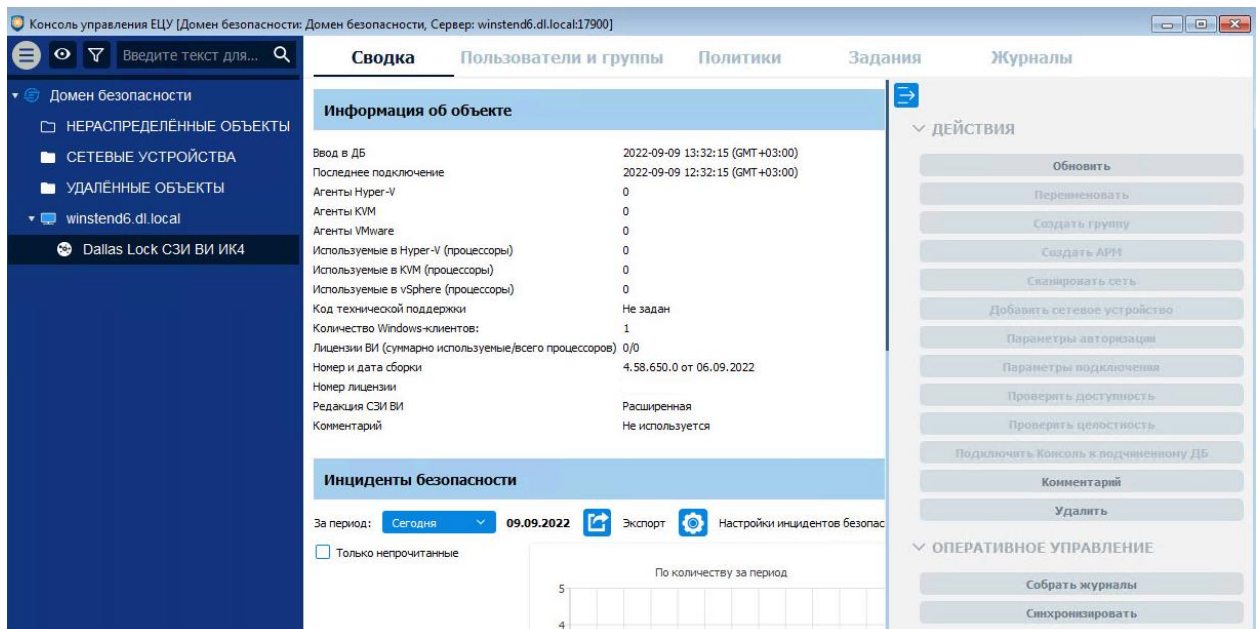 Консоль управления ЕЦУ [Домен безопасности: Домен безопасности, Сервер: winstend6.dl.local:17900]
Введите текст для...
Домен безопасности
НЕРАСПРЕДЕЛЁННЫЕ ОБЪЕКТЫ
СЕТЕВЫЕ УСТРОЙСТВА
УДАЛЁННЫЕ ОБЪЕКТЫ
winstend6.dl.local
Dallas Lock СЗИ ВИ ИК4
Сводка Пользователи и группы Политики Задания Журналы
Информация об объекте
Ввод в ДБ 2022-09-09 13:32:15 (GMT+03:00)
Последнее подключение 2022-09-09 12:32:15 (GMT+03:00)
Агенты Hyper-V 0
Агенты KVM 0
Агенты VMware 0
Используемые в Hyper-V (процессоры) 0
Используемые в KVM (процессоры) 0
Используемые в vSphere (процессоры) 0
Код технической поддержки Не задан
Количество Windows-клиентов: 1
Лицензии ВИ (суммарно используемые/всего процессоров) 0/0
Номер и дата сборки 4.58.650.0 от 06.09.2022
Номер лицензии
Редакция СЗИ ВИ Расширенная
Комментарий Не используется
Инциденты безопасности
За период: Сегодня 09.09.2022 Экспорт Настройки инцидентов безопас
Только непрочитанные
По количеству за период
5
4
ДЕЙСТВИЯ
Обновить
Переименовать
Создать группу
Создать АРМ
Сканировать сеть
Добавить сетевое устройство
Параметры авторизации
Параметры подключения
Проверить доступность
Проверить целостность
Подключить Консоль к подчиненному ДБ
Комментарий
Удалить
ОПЕРАТИВНОЕ УПРАВЛЕНИЕ
Собрать журналы
Синхронизировать